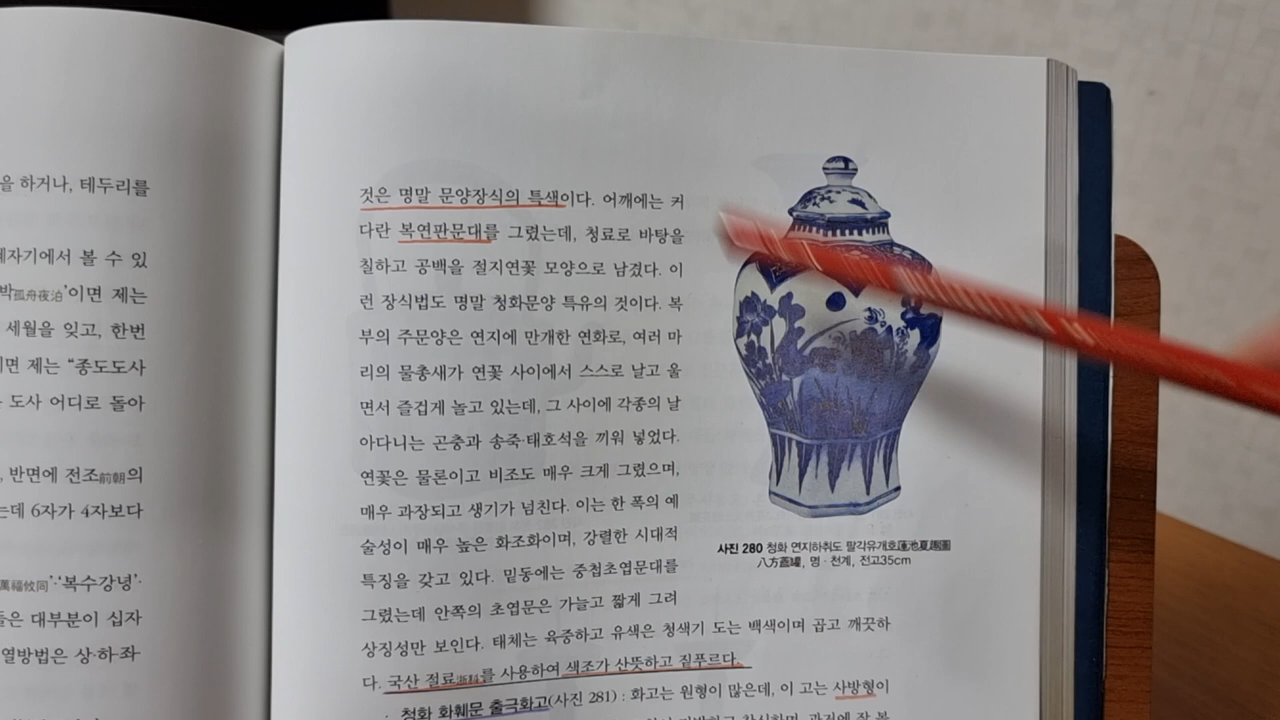 을 하거나, 테두리를
에서 볼 수 있
孤舟夜泊’이면 제는
세월을 잊고, 한번
면 제는 “종도도사
도사 어디로 돌아
, 반면에 전조前朝의
데 6자가 4자보다
萬福攸同’·‘복수강녕’·
들은 대부분이 십자
열방법은 상·하·좌·
것은 명말 문양장식의 특색이다. 어깨에는 커
다란 복연판문대를 그렸는데, 청료로 바탕을
칠하고 공백을 절지연꽃 모양으로 남겼다. 이
런 장식법도 명말 청화문양 특유의 것이다. 복
부의 주문양은 연지에 만개한 연화로, 여러 마
리의 물총새가 연꽃 사이에서 스스로 날고 울
면서 즐겁게 놀고 있는데, 그 사이에 각종의 날
아다니는 곤충과 송죽·태호석을 끼워 넣었다.
연꽃은 물론이고 비조도 매우 크게 그렸으며,
매우 과장되고 생기가 넘친다. 이는 한 폭의 예
술성이 매우 높은 화조화이며, 강렬한 시대적
특징을 갖고 있다. 밑동에는 중첩초엽문대를
그렸는데 안쪽의 초엽문은 가늘고 짧게 그려
상징성만 보인다. 태체는 육중하고 유색은 청색기 도는 백색이며 곱고 깨끗하
다. 국산 절료浙料를 사용하여 색조가 산뜻하고 짙푸르다.
청화 화훼문 출극화고(사진 281) : 화고는 원형이 많은데, 이 고는 사방형이
사진 280 청화 연지하취도 팔각유개호蓮池夏趣圖
八方蓋罐, 명·천계, 전고35cm